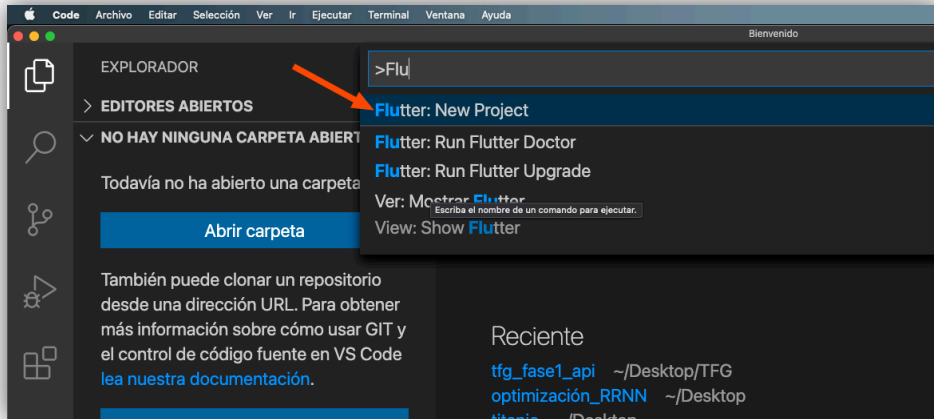 Code Archivo Editar Selección Ver Ir Ejecutar Terminal Ventana Ayuda
Bienvenido
EXPLORADOR
EDITORES ABIERTOS
NO HAY NINGUNA CARPETA ABIERT
Todavía no ha abierto una carpeta
Abrir carpeta
También puede clonar un repositorio
desde una dirección URL. Para obtener
más información sobre cómo usar GIT y
el control de código fuente en VS Code
lea nuestra documentación.
>Flu
Flutter: New Project
Flutter: Run Flutter Doctor
Flutter: Run Flutter Upgrade
Ver: Mostrar Flutter
Escriba el nombre de un comando para ejecutar.
View: Show Flutter
Reciente
tfg_fase1_api ~/Desktop/TFG
optimización_RRNN ~/Desktop
titanic ~/Desktop